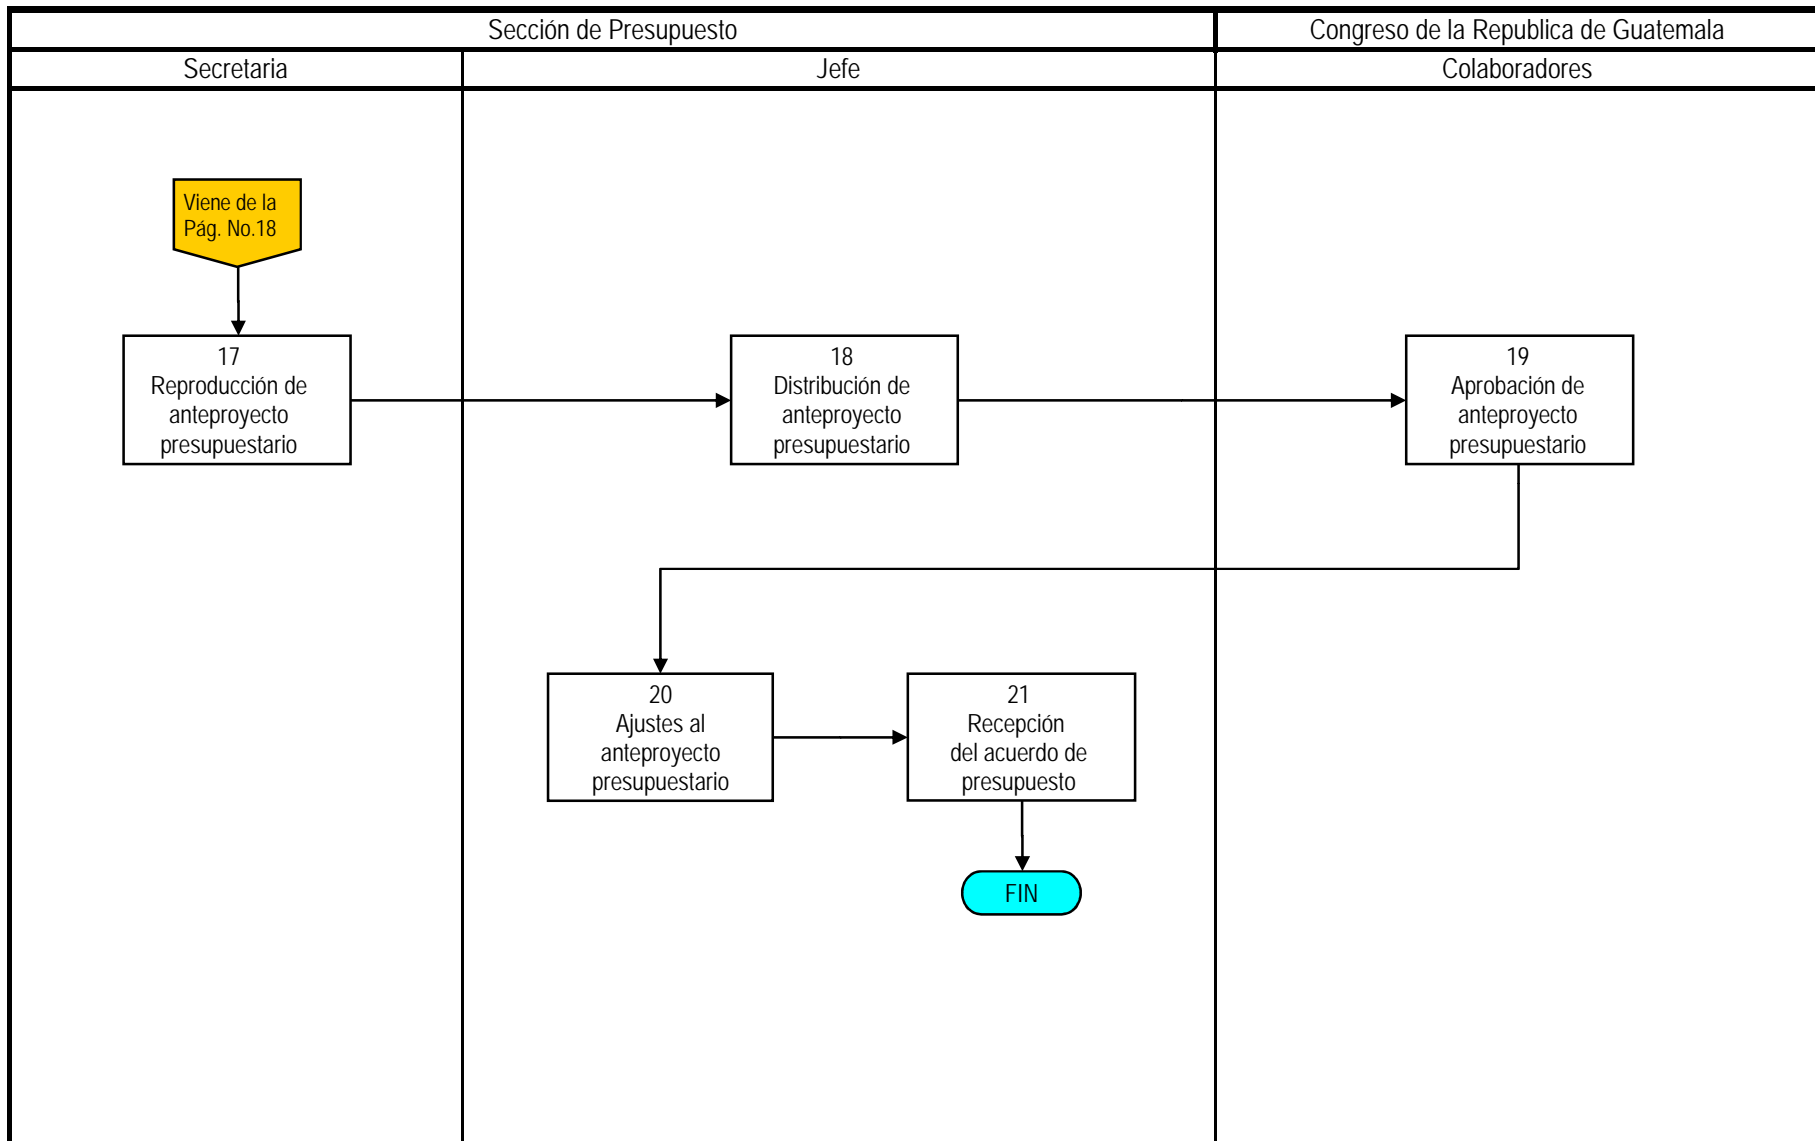 Sección de Presupuesto
Congreso de la Republica de Guatemala
Secretaria
Jefe
Colaboradores
Viene de la
Pág. No.18
17
Reproducción de
anteproyecto
presupuestario
18
Distribución de
anteproyecto
presupuestario
19
Aprobación de
anteproyecto
presupuestario
20
Ajustes al
anteproyecto
presupuestario
21
Recepción
del acuerdo de
presupuesto
FIN